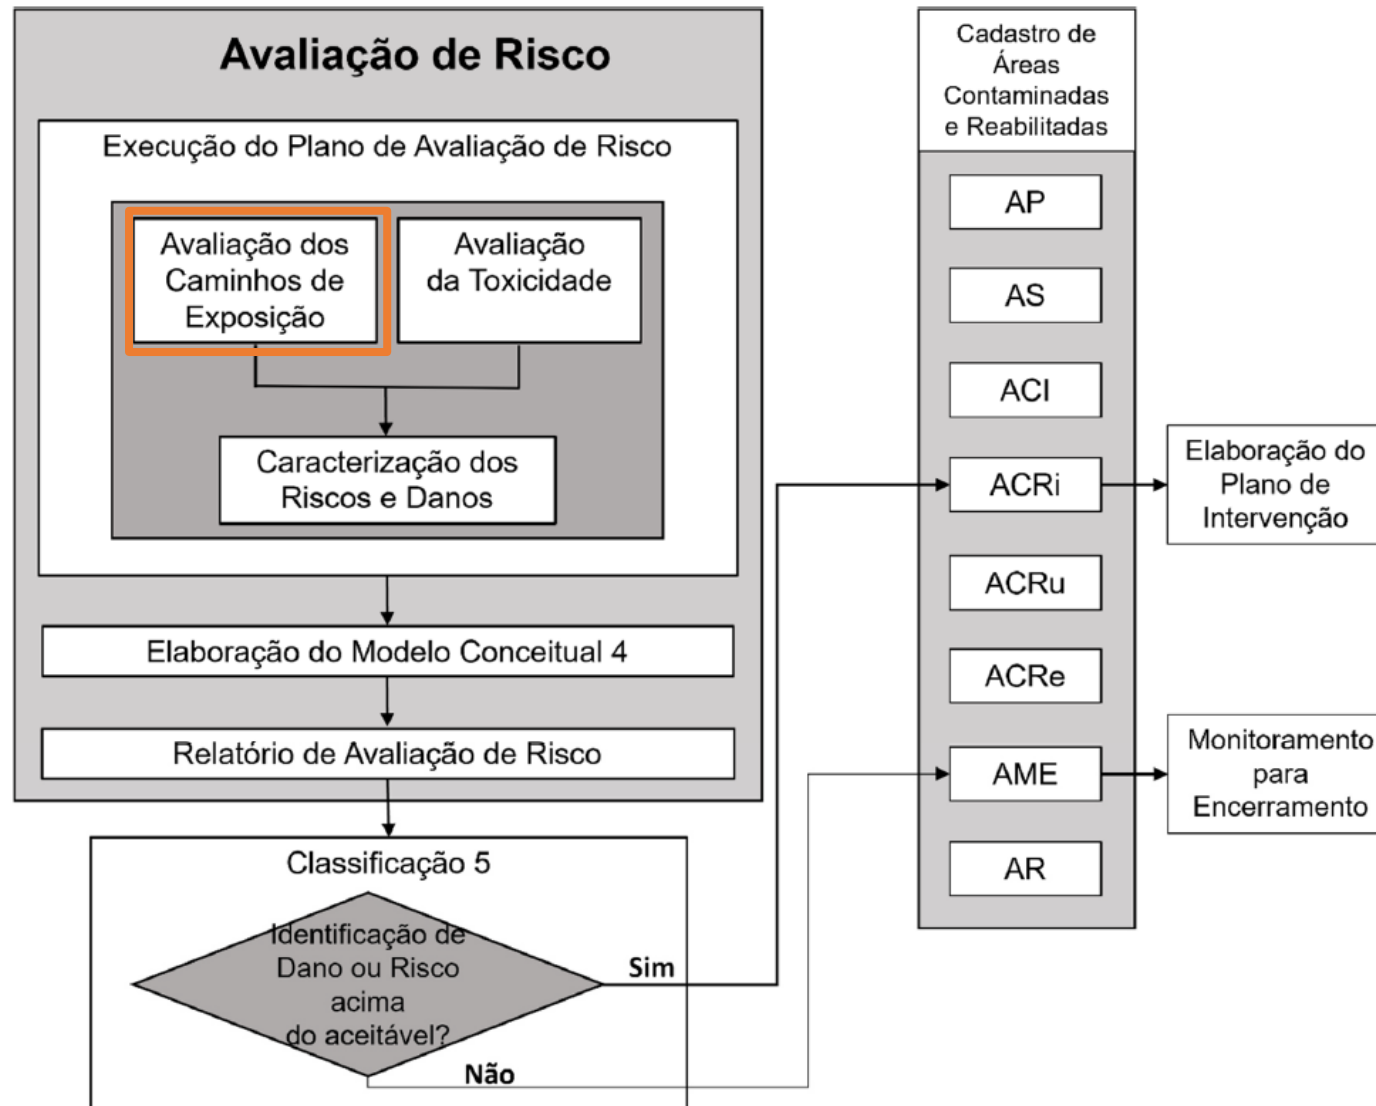 Avaliação de Risco
Execução do Plano de Avaliação de Risco
Avaliação dos
Caminhos de
Exposição
Avaliação
da Toxicidade
Caracterização dos
Riscos e Danos
Elaboração do Modelo Conceitual 4
Relatório de Avaliação de Risco
Classificação 5
Identificação de
Dano ou Risco
acima
do aceitável?
Sim
Não
Cadastro de
Áreas
Contaminadas
e Reabilitadas
AP
AS
ACI
ACRi
ACRu
ACRe
AME
AR
Elaboração do
Plano de
Intervenção
Monitoramento
para
Encerramento